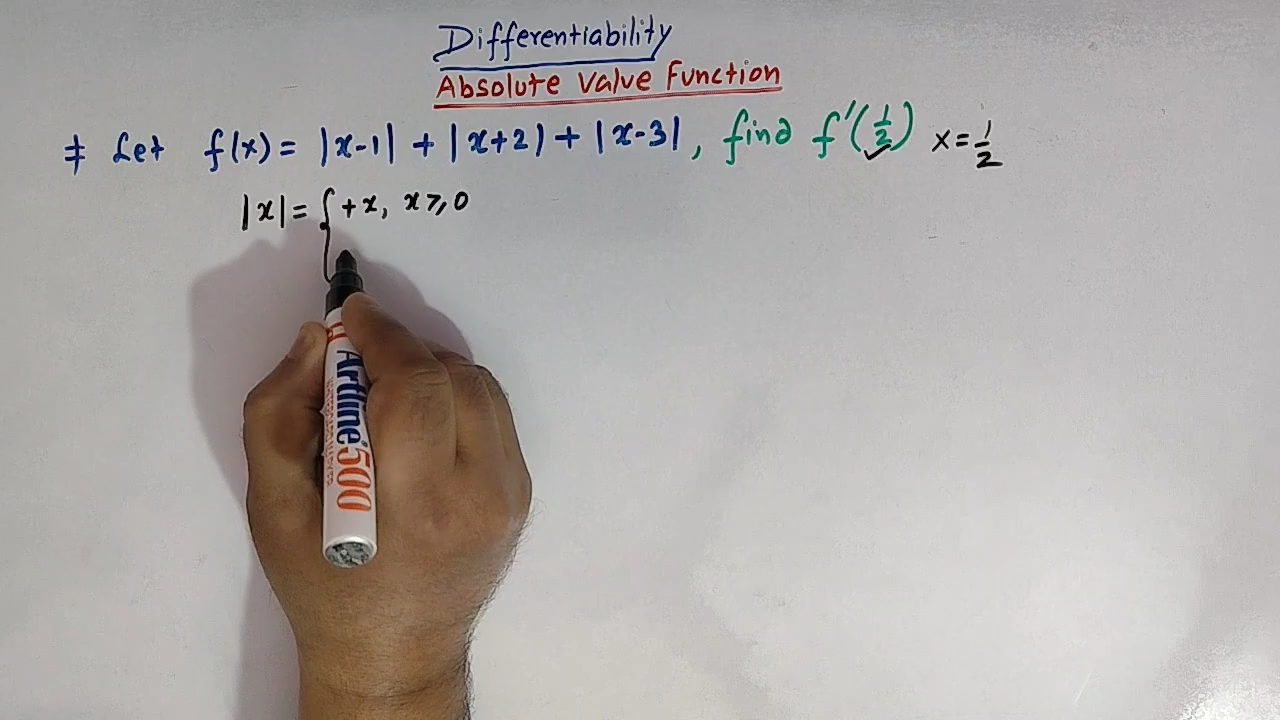 Differentiability
Absolute Value Function
⇒ Let f(x) = |x-1| + |x+2| + |x-3|, find f'(1/2) x = 1/2
|x| = { +x, x ≥ 0
Artline 500